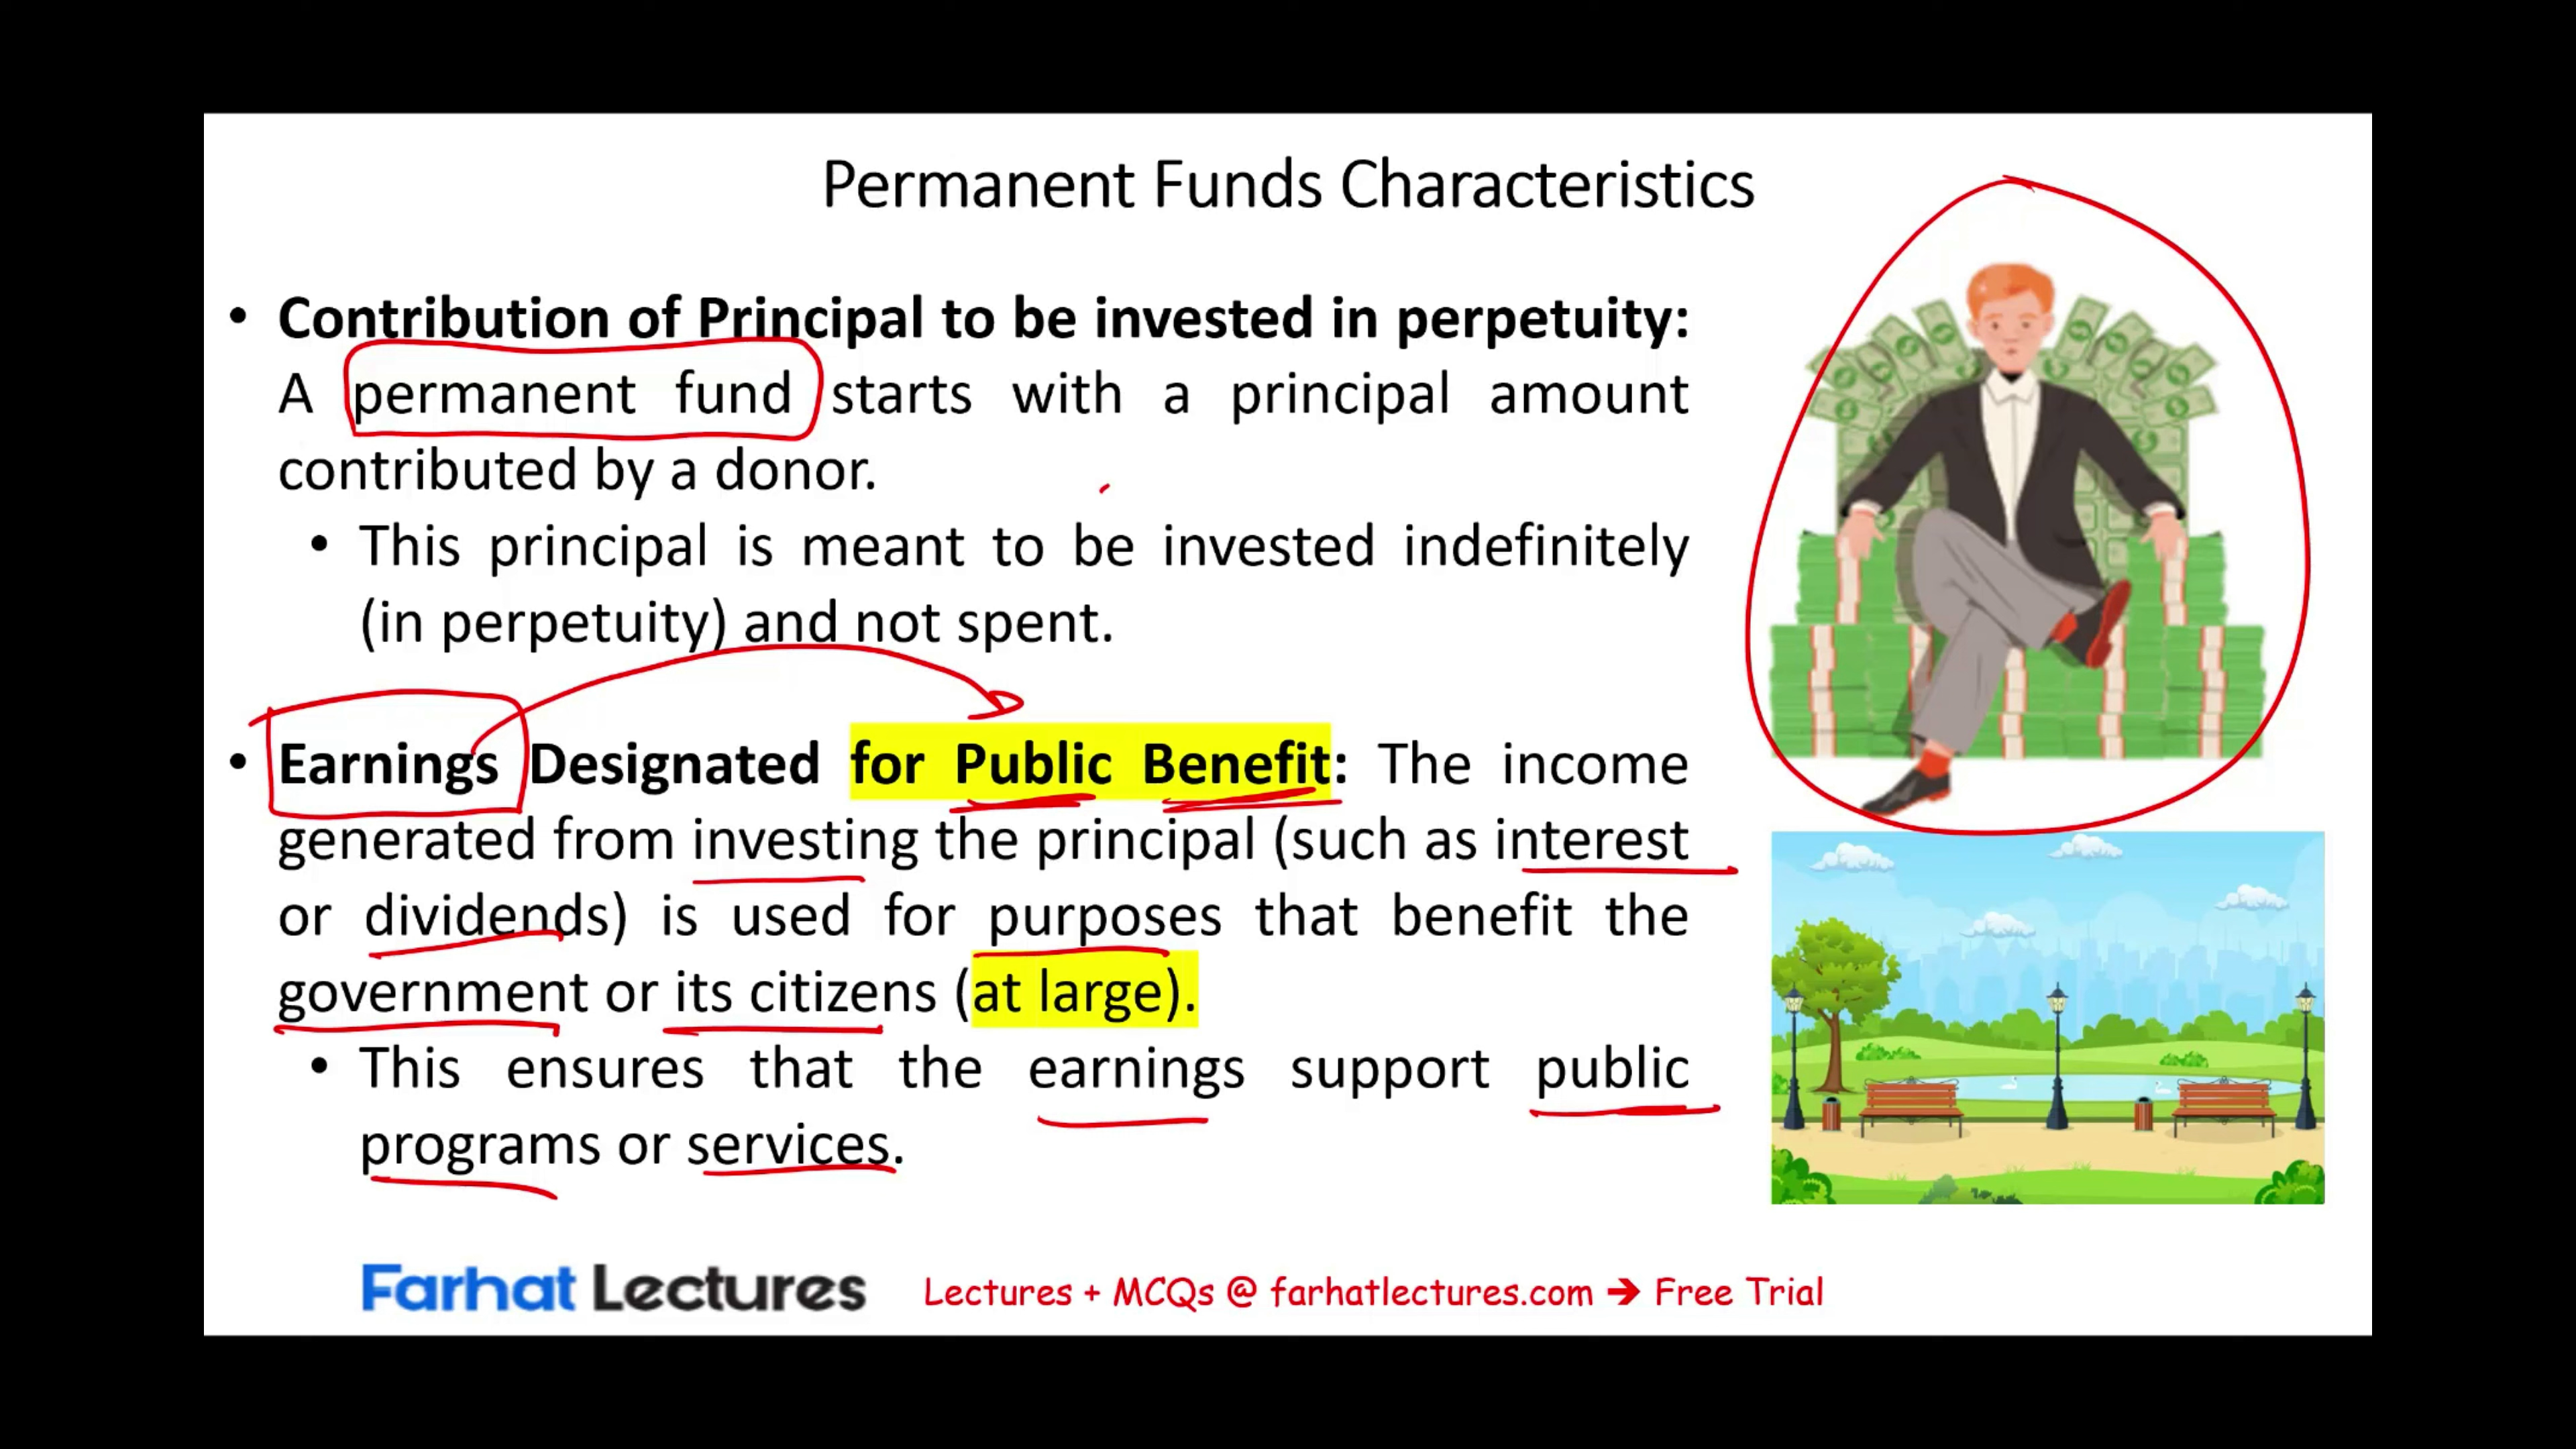 Permanent Funds Characteristics
• Contribution of Principal to be invested in perpetuity:
A permanent fund starts with a principal amount
contributed by a donor.
• This principal is meant to be invested indefinitely
(in perpetuity) and not spent.
• Earnings Designated for Public Benefit: The income
generated from investing the principal (such as interest
or dividends) is used for purposes that benefit the
government or its citizens (at large).
• This ensures that the earnings support public
programs or services.
Farhat Lectures Lectures + MCQs @ farhatlectures.com ➔ Free Trial